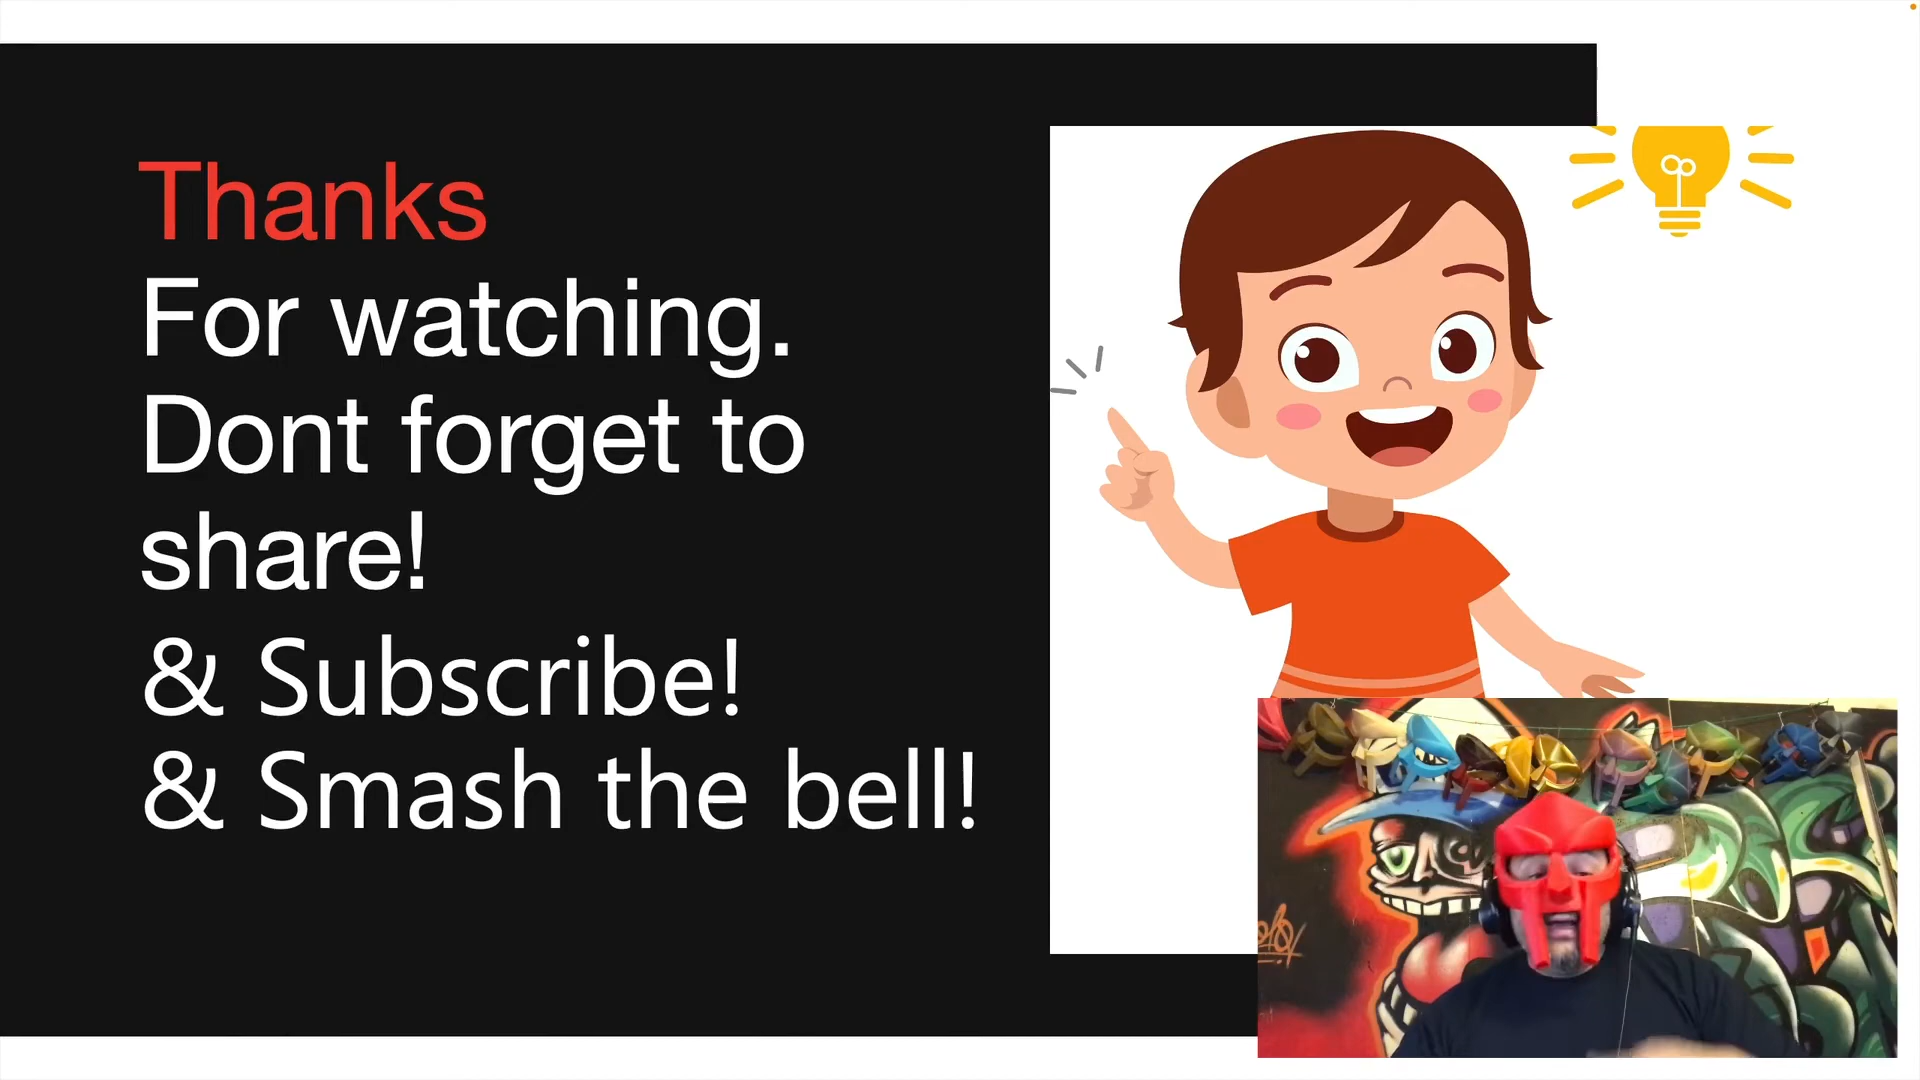 Thanks
For watching.
Dont forget to
share!
& Subscribe!
& Smash the bell!